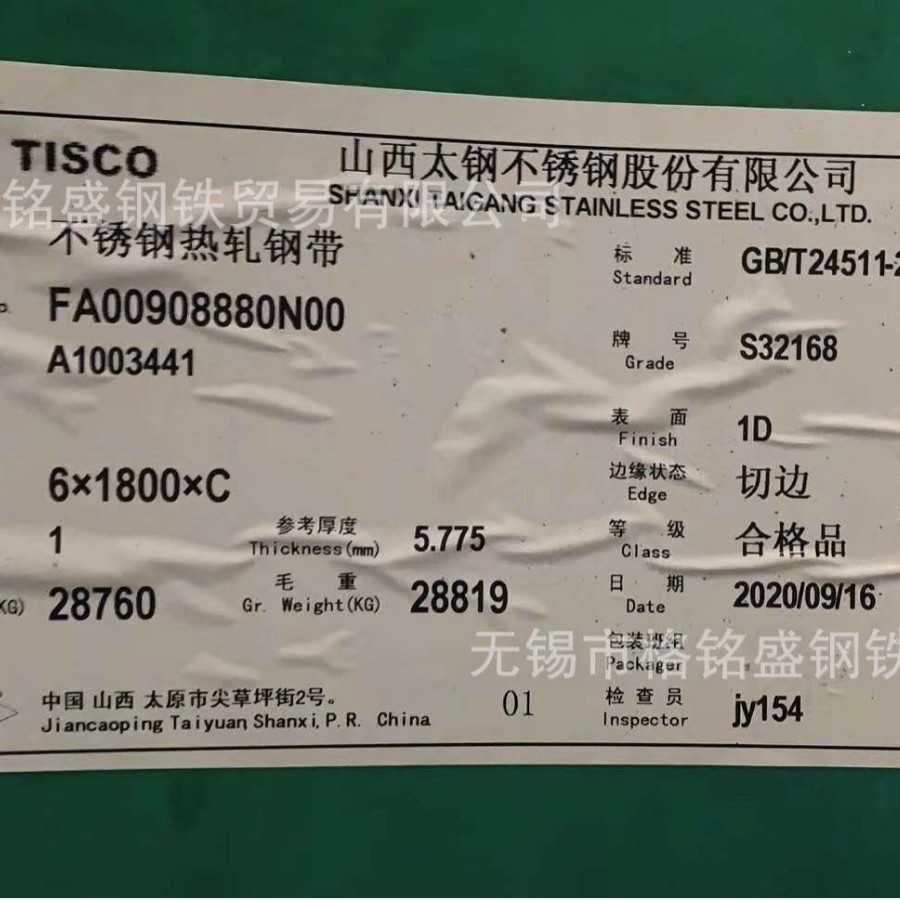 TISCO
山西太钢不锈钢股份有限公司
SHANXI TAIGANG STAINLESS STEEL CO.,LTD.
铭盛钢铁贸易有限公司
不锈钢热轧钢带
标 准 GB/T24511-2
Standard
FA00908880N00
牌 号 S32168
Grade
A1003441
表 面 1D
Finish
6×1800×C
边缘状态 切边
Edge
1
参考厚度 5.775
Thickness(mm)
等 级 合格品
Class
KG) 28760
毛 重 28819
Gr. Weight(KG)
日 期 2020/09/16
Date
无锡市格铭盛钢铁
包装班组
Packager
中国 山西 太原市尖草坪街2号。
Jiancaoping Taiyuan Shanxi, P.R. China
01
检 查 员 jy154
Inspector